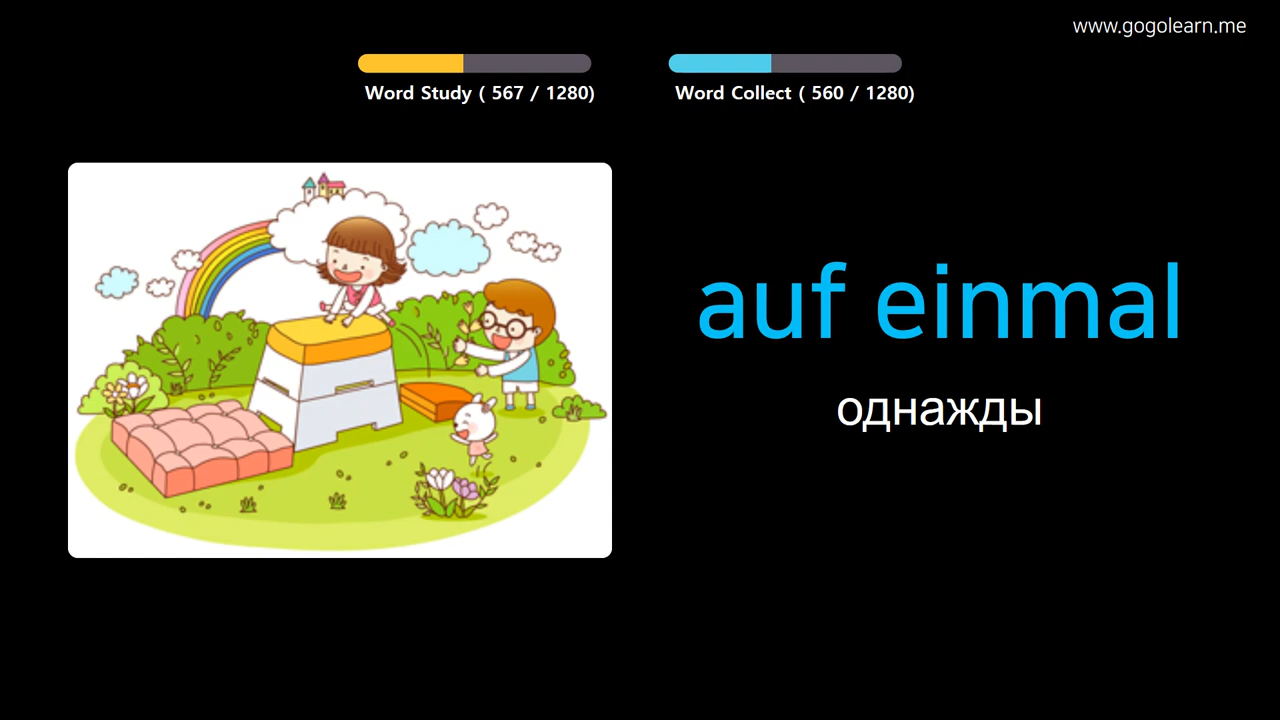 www.gogolearn.me
Word Study ( 567 / 1280)
Word Collect ( 560 / 1280)
auf einmal
однажды